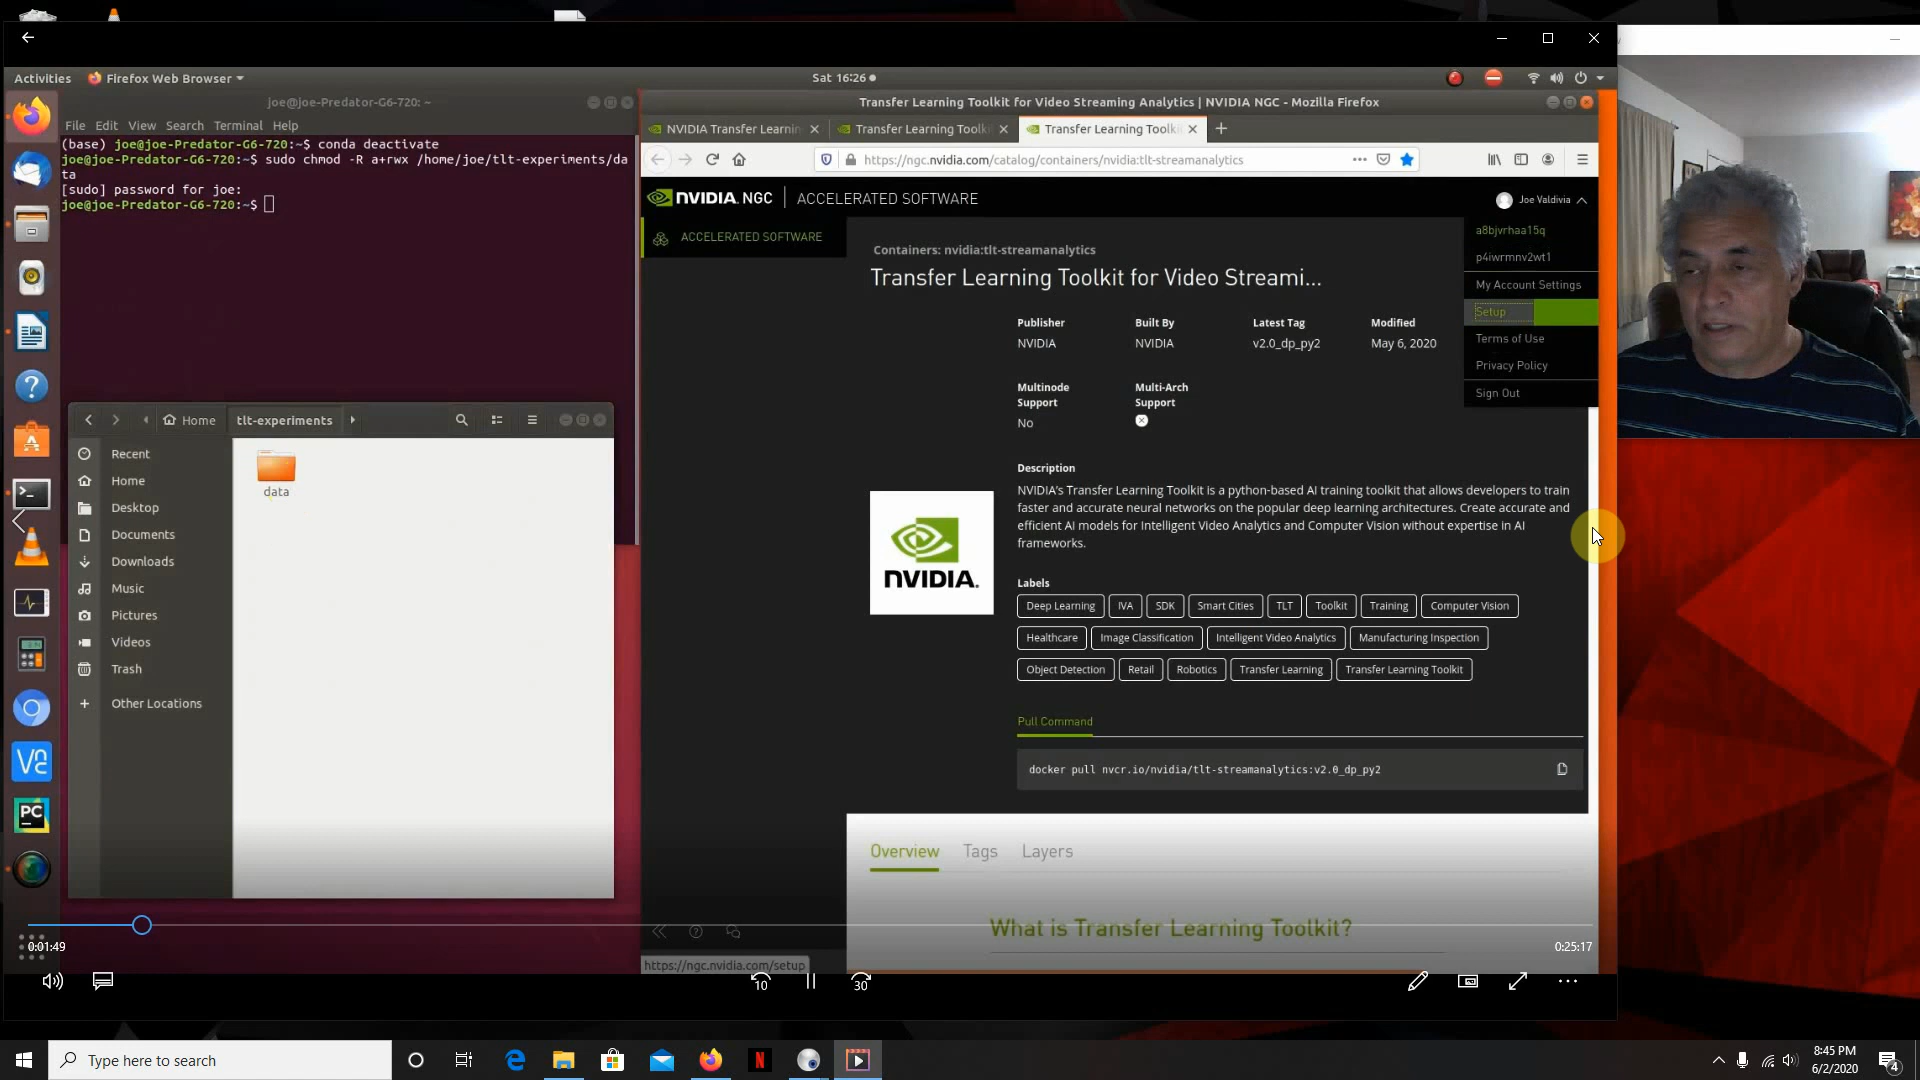 Activities
Firefox Web Browser
Sat 16:26
joe@joe-Predator-G6-720: ~
File Edit View Search Terminal Help
(base) joe@joe-Predator-G6-720:~$ conda deactivate
joe@joe-Predator-G6-720:~$ sudo chmod -R a+rwx /home/joe/tlt-experiments/da
ta
[sudo] password for joe:
joe@joe-Predator-G6-720:~$
Home
tlt-experiments
Recent
Home
Desktop
Documents
Downloads
Music
Pictures
Videos
Trash
+ Other Locations
data
Transfer Learning Toolkit for Video Streaming Analytics | NVIDIA NGC - Mozilla Firefox
NVIDIA Transfer Learnin
Transfer Learning Toolki
Transfer Learning Toolki
https://ngc.nvidia.com/catalog/containers/nvidia:tlt-streamanalytics
NVIDIA. NGC
ACCELERATED SOFTWARE
Joe Valdivia
ACCELERATED SOFTWARE
a8bjvrhaa15q
p4iwrmnv2wt1
My Account Settings
Setup
Terms of Use
Privacy Policy
Sign Out
Containers: nvidia:tlt-streamanalytics
Transfer Learning Toolkit for Video Streami...
Publisher Built By Latest Tag Modified
NVIDIA NVIDIA v2.0_dp_py2 May 6, 2020
Multinode Multi-Arch
Support Support
No
Description
NVIDIA's Transfer Learning Toolkit is a python-based AI training toolkit that allows developers to train
faster and accurate neural networks on the popular deep learning architectures. Create accurate and
efficient AI models for Intelligent Video Analytics and Computer Vision without expertise in AI
frameworks.
NVIDIA.
Labels
Deep Learning IVA SDK Smart Cities TLT Toolkit Training Computer Vision
Healthcare Image Classification Intelligent Video Analytics Manufacturing Inspection
Object Detection Retail Robotics Transfer Learning Transfer Learning Toolkit
Pull Command
docker pull nvcr.io/nvidia/tlt-streamanalytics:v2.0_dp_py2
Overview Tags Layers
What is Transfer Learning Toolkit?
https://ngc.nvidia.com/setup
0:01:49
0:25:17
10
30
PC
Type here to search
8:45 PM
6/2/2020
4